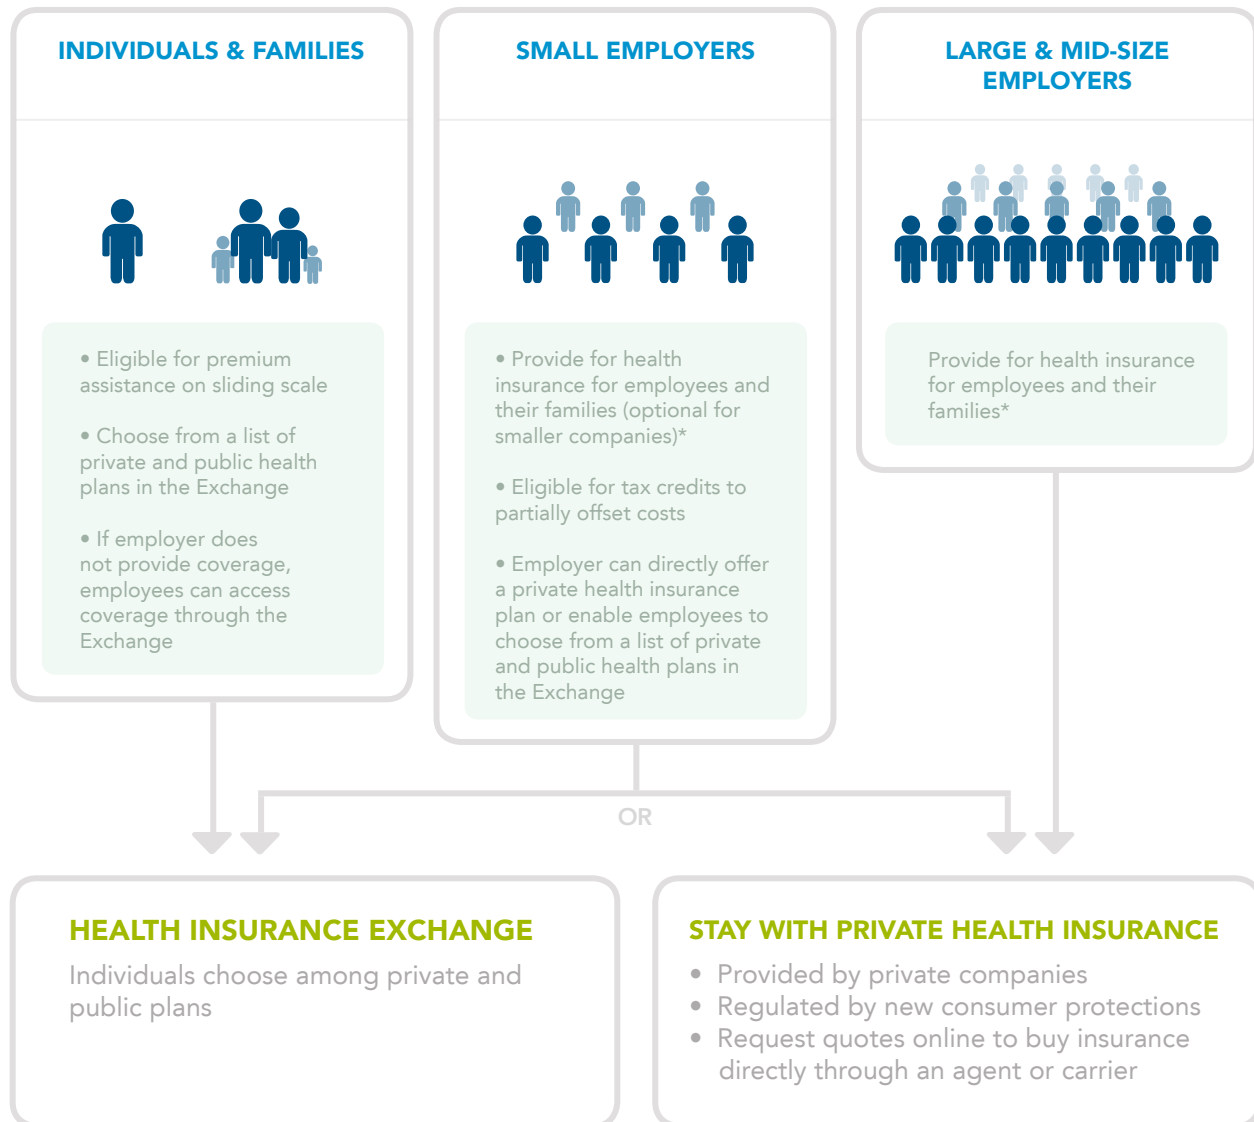 INDIVIDUALS & FAMILIES
• Eligible for premium
assistance on sliding scale
• Choose from a list of
private and public health
plans in the Exchange
• If employer does
not provide coverage,
employees can access
coverage through the
Exchange
SMALL EMPLOYERS
• Provide for health
insurance for employees and
their families (optional for
smaller companies)*
• Eligible for tax credits to
partially offset costs
• Employer can directly offer
a private health insurance
plan or enable employees to
choose from a list of private
and public health plans in
the Exchange
LARGE & MID-SIZE
EMPLOYERS
Provide for health insurance
for employees and their
families*
OR
HEALTH INSURANCE EXCHANGE
Individuals choose among private and
public plans
STAY WITH PRIVATE HEALTH INSURANCE
• Provided by private companies
• Regulated by new consumer protections
• Request quotes online to buy insurance
directly through an agent or carrier